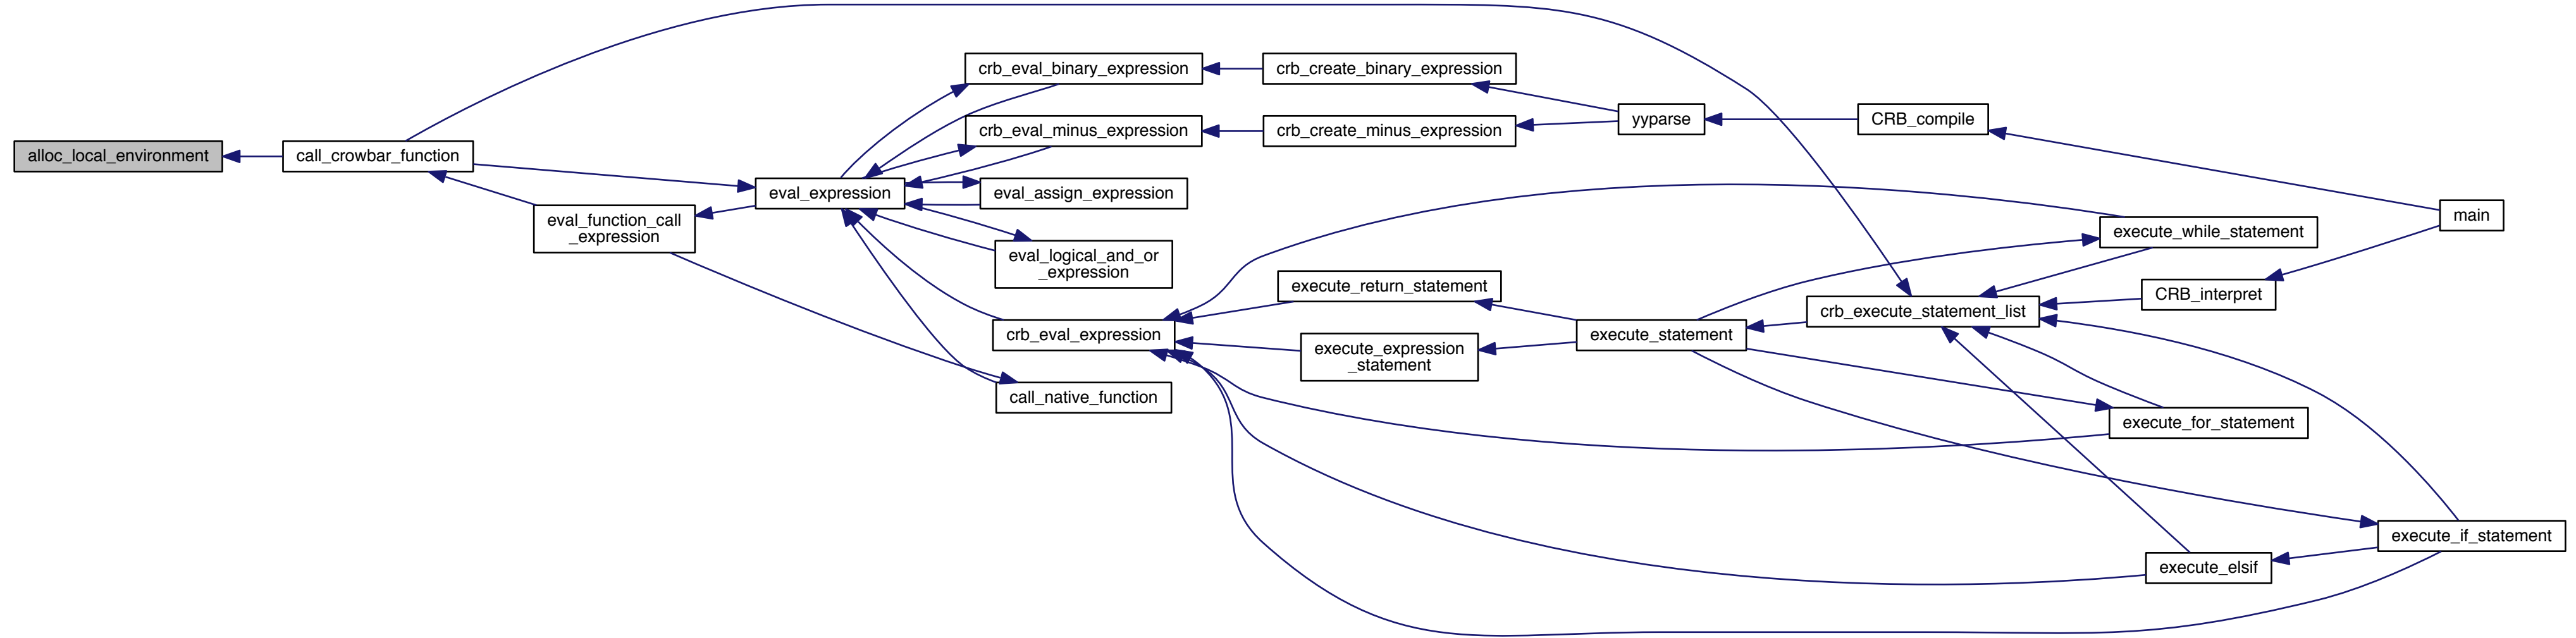 crb_eval_binary_expression
crb_create_binary_expression
crb_eval_minus_expression
crb_create_minus_expression
yyparse
CRB_compile
alloc_local_environment
call_crowbar_function
eval_expression
eval_assign_expression
main
eval_function_call
_expression
execute_while_statement
eval_logical_and_or
_expression
execute_return_statement
CRB_interpret
crb_execute_statement_list
crb_eval_expression
execute_statement
execute_expression
_statement
call_native_function
execute_for_statement
execute_if_statement
execute_elsif